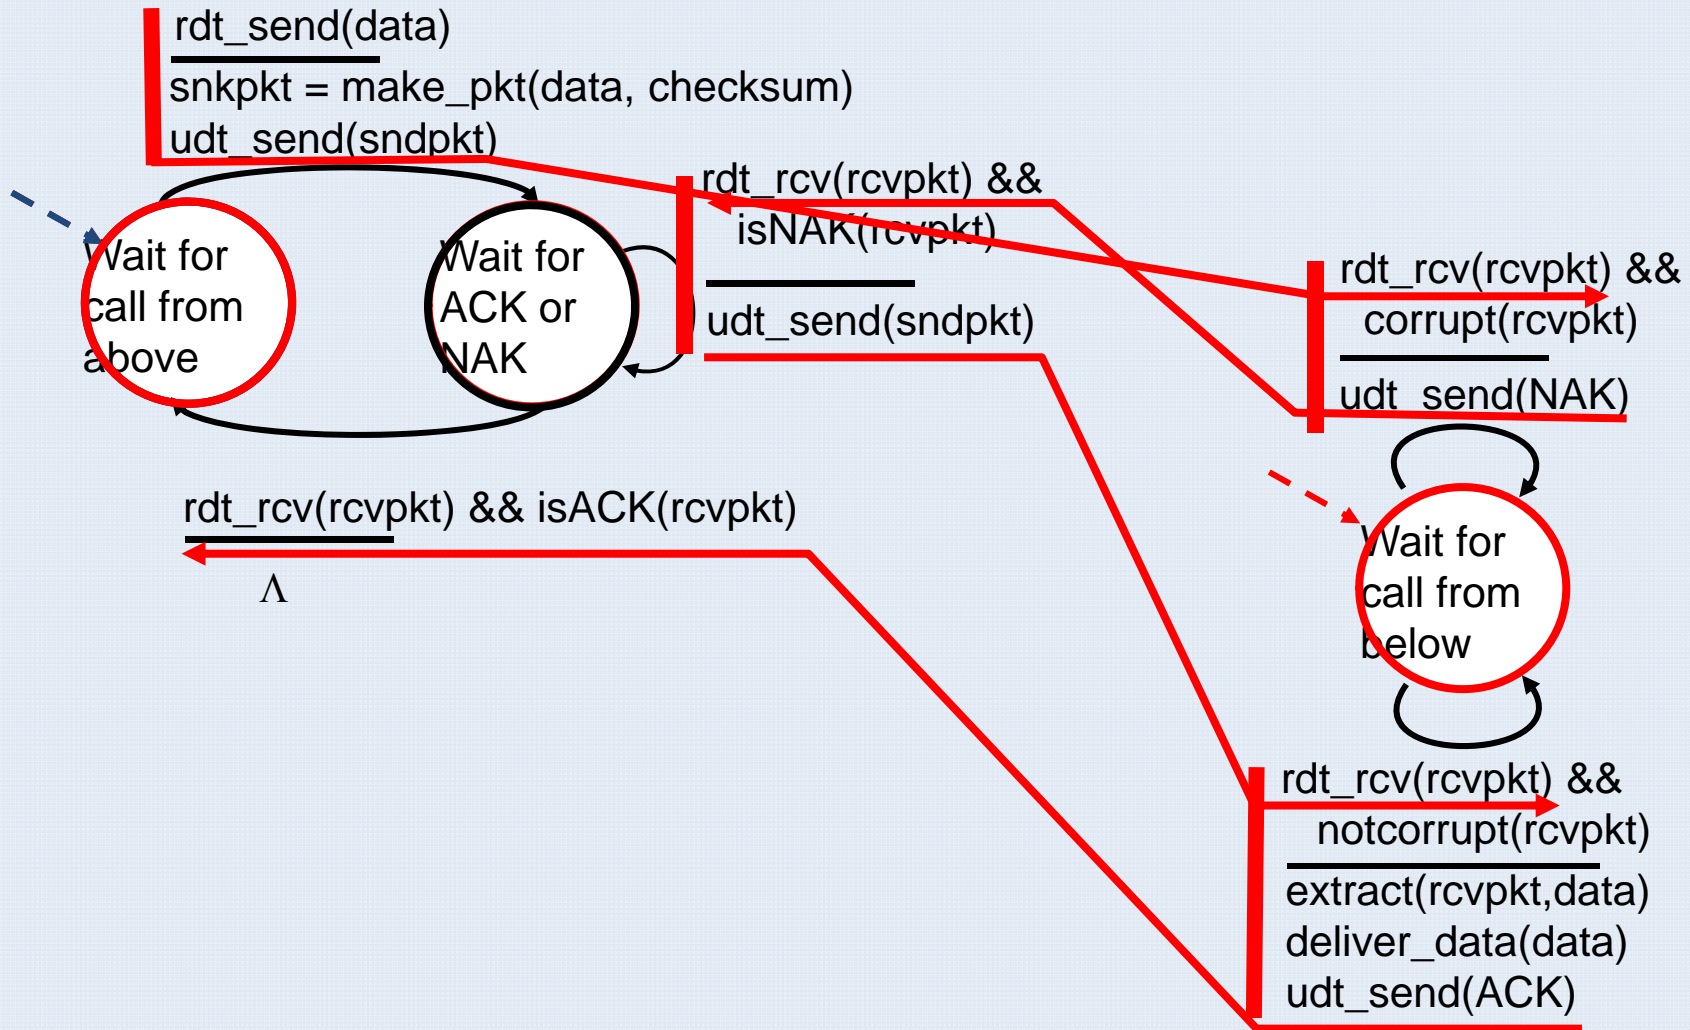 rdt_send(data)
snkpkt = make_pkt(data, checksum)
udt_send(sndpkt)
rdt_rcv(rcvpkt) &&
isNAK(rcvpkt)
udt_send(sndpkt)
Wait for
call from
above
Wait for
ACK or
NAK
rdt_rcv(rcvpkt) && isACK(rcvpkt)
Λ
rdt_rcv(rcvpkt) &&
corrupt(rcvpkt)
udt_send(NAK)
Wait for
call from
below
rdt_rcv(rcvpkt) &&
notcorrupt(rcvpkt)
extract(rcvpkt,data)
deliver_data(data)
udt_send(ACK)